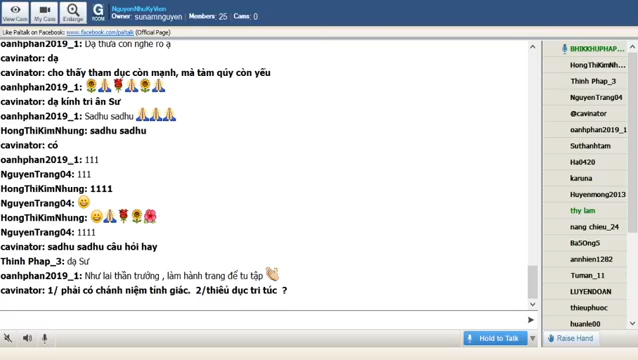 NguyenNhuKyVien
Owner: sunamnguyen | Members: 25 Cams: 0
View Cam
My Cam
Enlarge
G
ROOM
Like Paltalk on Facebook: www.facebook.com/paltalk (Official Page)
oanhphan2019_1: Dạ thưa con nghe rõ ạ
cavinator: dạ
cavinator: cho thấy tham dục còn mạnh, mà tàm qúy còn yếu
oanhphan2019_1:
cavinator: dạ kính tri ân Sư
oanhphan2019_1: Sadhu sadhu
HongThiKimNhung: sadhu sadhu
cavinator: có
oanhphan2019_1: 111
NguyenTrang04: 111
HongThiKimNhung: 1111
NguyenTrang04:
HongThiKimNhung:
NguyenTrang04: 1111
cavinator: sadhu sadhu câu hỏi hay
Thinh Phap_3: dạ Sư
oanhphan2019_1: Như lai thần trưởng , làm hành trang để tu tập
cavinator: 1/ phải có chánh niệm tỉnh giác. 2/thiểu dục tri túc ?
Hold to Talk
BHIKKHUPHAP...
HongThiKimNh...
Thinh Phap_3
NguyenTrang04
@cavinator
oanhphan2019_1
Suthanhtam
Ha0420
karuna
Huyenmong2013
thy lam
nang chieu_24
Ba5Ong5
annhien1282
Tuman_11
LUYENDOAN
thieuphuoc
huanle00
Raise Hand